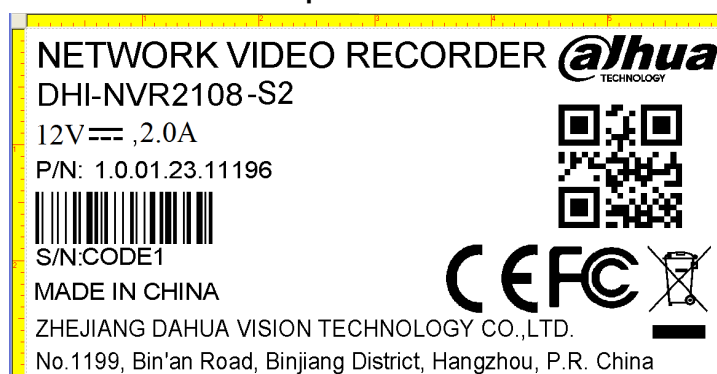 NETWORK VIDEO RECORDER alhua
TECHNOLOGY
DHI-NVR2108-S2
12V⎓ ,2.0A
P/N: 1.0.01.23.11196
S/N:CODE1
CE FC
MADE IN CHINA
ZHEJIANG DAHUA VISION TECHNOLOGY CO.,LTD.
No.1199, Bin'an Road, Binjiang District, Hangzhou, P.R. China